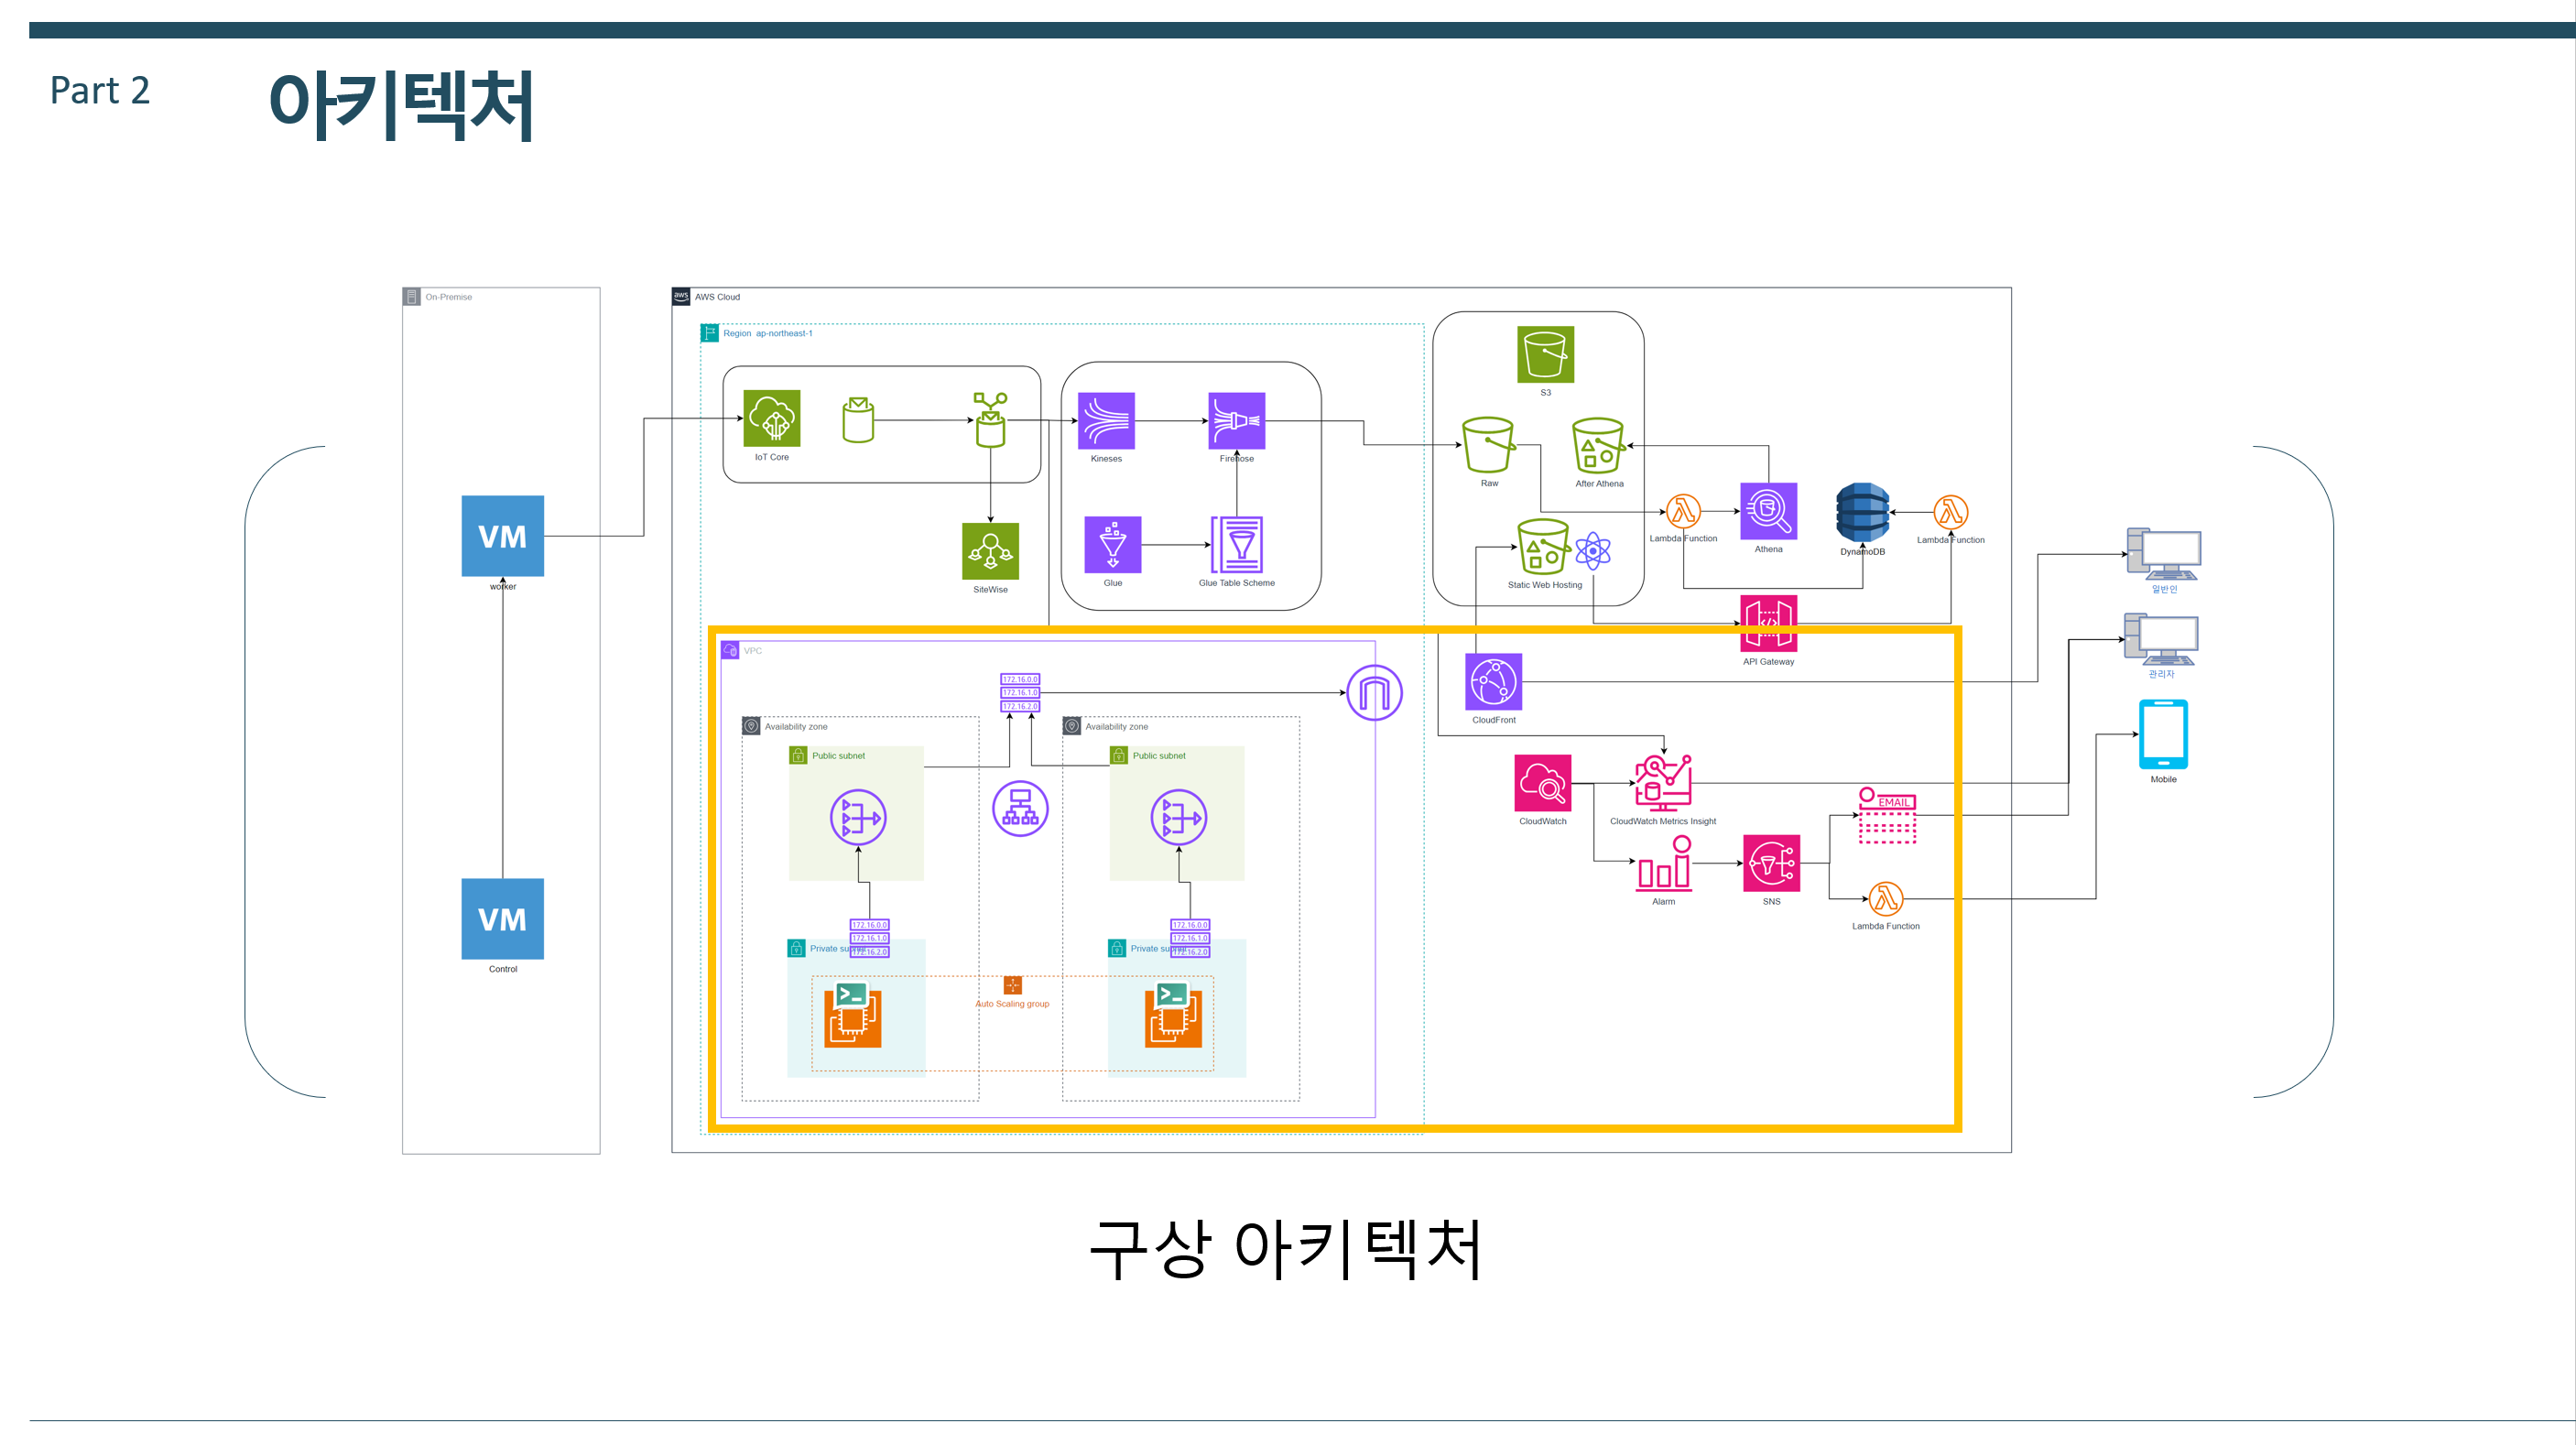 Part 2
아키텍처
On-Premise
AWS Cloud
aws
Region ap-northeast-1
S3
IoT Core
Kineses
Firehose
Raw
After Athena
VM
worker
SiteWise
Glue
Glue Table Scheme
Static Web Hosting
Lambda Function
Athena
DynamoDB
Lambda Function
일반인
API Gateway
관리자
VPC
172.16.0.0
172.16.1.0
172.16.2.0
CloudFront
Availability zone
Availability zone
Public subnet
Public subnet
Mobile
CloudWatch
CloudWatch Metrics Insight
EMAIL
Alarm
SNS
Lambda Function
VM
Control
172.16.0.0
172.16.1.0
172.16.2.0
Private subnet
172.16.0.0
172.16.1.0
172.16.2.0
Private subnet
Auto Scaling group
구상 아키텍처